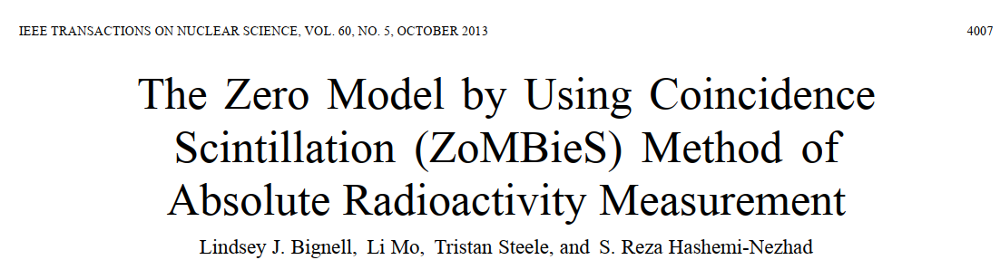 IEEE TRANSACTIONS ON NUCLEAR SCIENCE, VOL. 60, NO. 5, OCTOBER 2013 4007
The Zero Model by Using Coincidence
Scintillation (ZoMBieS) Method of
Absolute Radioactivity Measurement
Lindsey J. Bignell, Li Mo, Tristan Steele, and S. Reza Hashemi-Nezhad